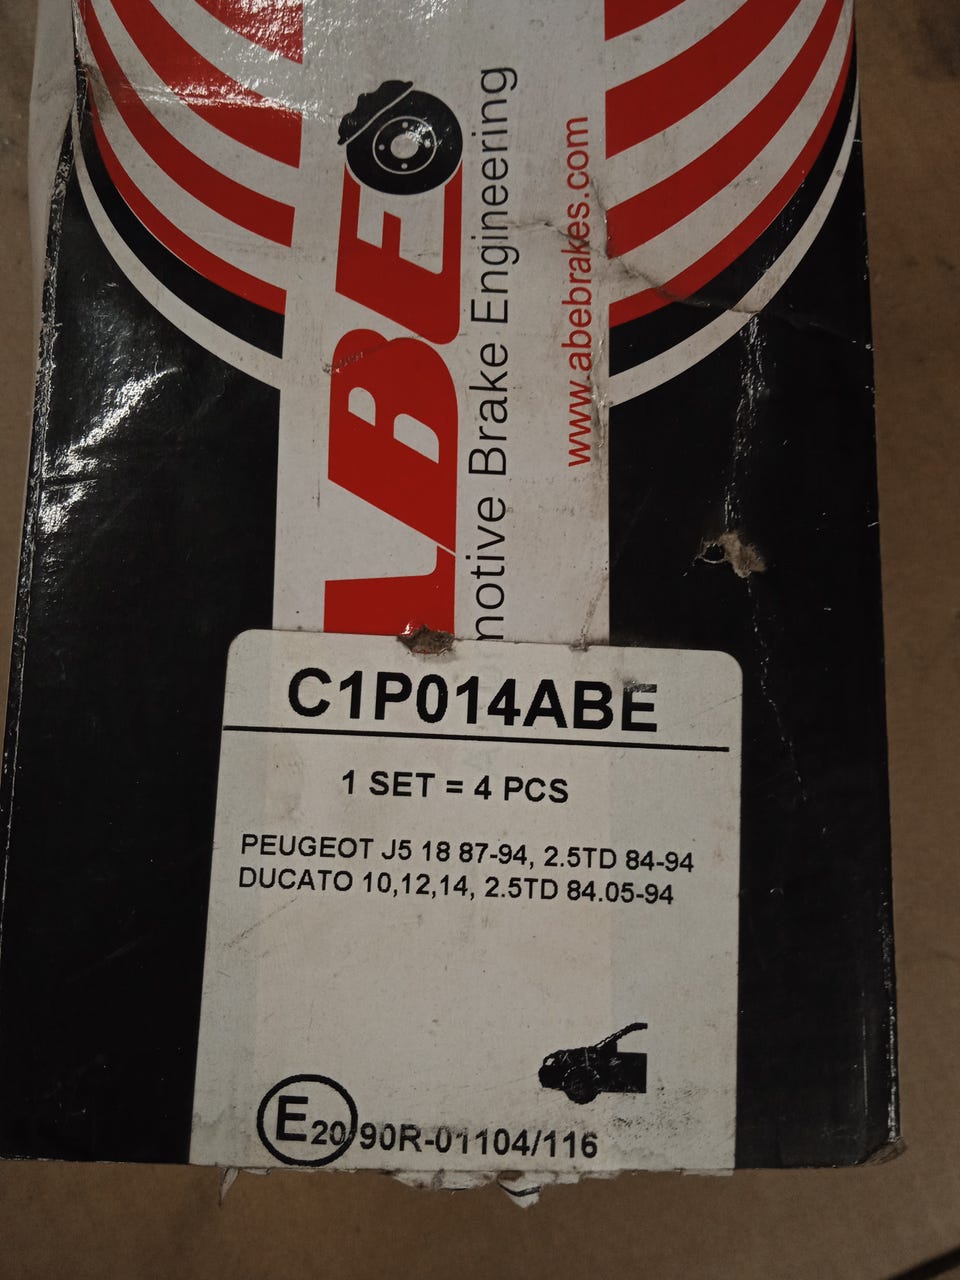 ABE
motive Brake Engineering
www.abebrakes.com
C1P014ABE
1 SET = 4 PCS
PEUGEOT J5 18 87-94, 2.5TD 84-94
DUCATO 10,12,14, 2.5TD 84.05-94
E20 90R-01104/116